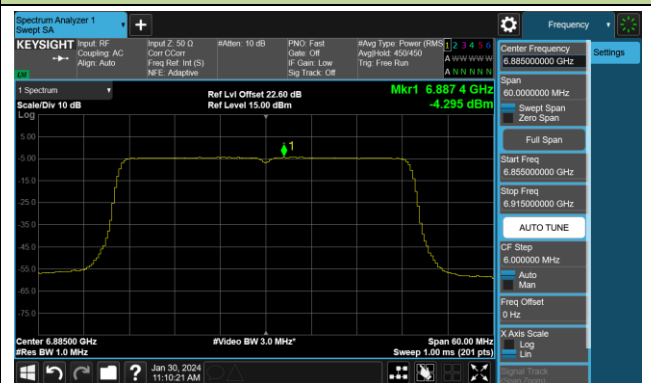 Spectrum Analyzer 1
Swept SA
Frequency
KEYSIGHT
Input: RF
Coupling: AC
Align: Auto
Input Z: 50 Ω
Corr CCorr
Freq Ref: Int (S)
NFE: Adaptive
#Atten: 10 dB
PNO: Fast
Gate: Off
IF Gain: Low
Sig Track: Off
#Avg Type: Power (RMS
Avg|Hold: 450/450
Trig: Free Run
1 2 3 4 5 6
A W W W W W
A N N N N N
LXI
1 Spectrum
Scale/Div 10 dB
Log
Ref Lvl Offset 22.60 dB
Ref Level 15.00 dBm
Mkr1 6.887 4 GHz
-4.295 dBm
1
5.00
-5.00
-15.0
-25.0
-35.0
-45.0
-55.0
-65.0
-75.0
Center 6.88500 GHz
#Res BW 1.0 MHz
#Video BW 3.0 MHz*
Span 60.00 MHz
Sweep 1.00 ms (201 pts)
Jan 30, 2024
11:10:21 AM
Center Frequency
6.885000000 GHz
Settings
Span
60.0000000 MHz
Swept Span
Zero Span
Full Span
Start Freq
6.855000000 GHz
Stop Freq
6.915000000 GHz
AUTO TUNE
CF Step
6.000000 MHz
Auto
Man
Freq Offset
0 Hz
X Axis Scale
Log
Lin
Signal Track